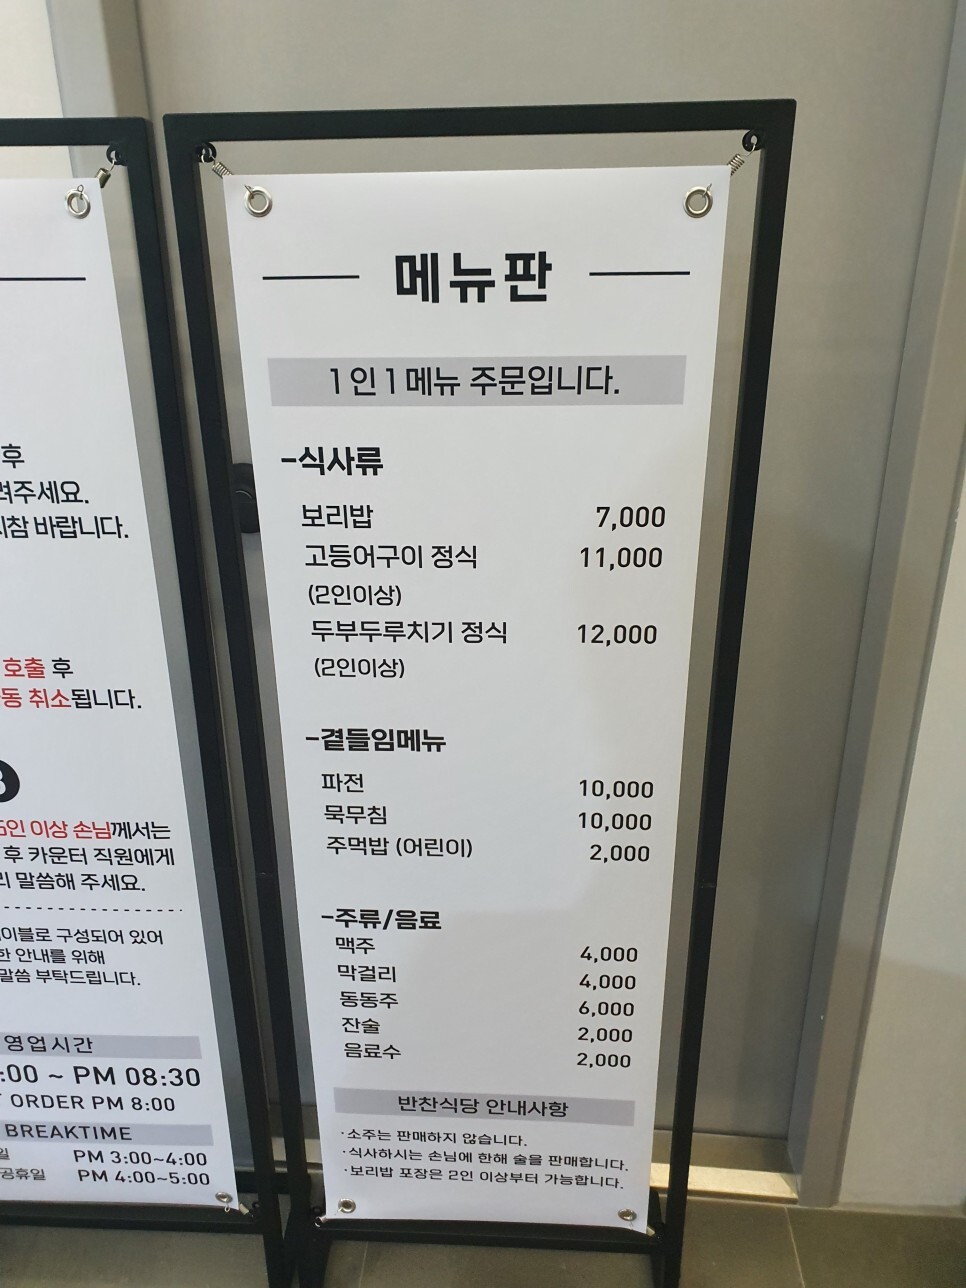 후
려주세요.
지참 바랍니다.
호출 후
자동 취소됩니다.
5인 이상 손님께서는
후 카운터 직원에게
말씀해 주세요.
테이블로 구성되어 있어
안내를 위해
말씀 부탁드립니다.
영업시간
:00 ~ PM 08:30
ORDER PM 8:00
BREAKTIME
PM 3:00~4:00
공휴일 PM 4:00~5:00
메뉴판
1인 1메뉴 주문입니다.
-식사류
보리밥 7,000
고등어구이 정식 11,000
(2인이상)
두부두루치기 정식 12,000
(2인이상)
-곁들임메뉴
파전 10,000
묵무침 10,000
주먹밥 (어린이) 2,000
-주류/음료
맥주 4,000
막걸리 4,000
동동주 6,000
잔술 2,000
음료수 2,000
반찬식당 안내사항
·소주는 판매하지 않습니다.
·식사하시는 손님에 한해 술을 판매합니다.
·보리밥 포장은 2인 이상부터 가능합니다.